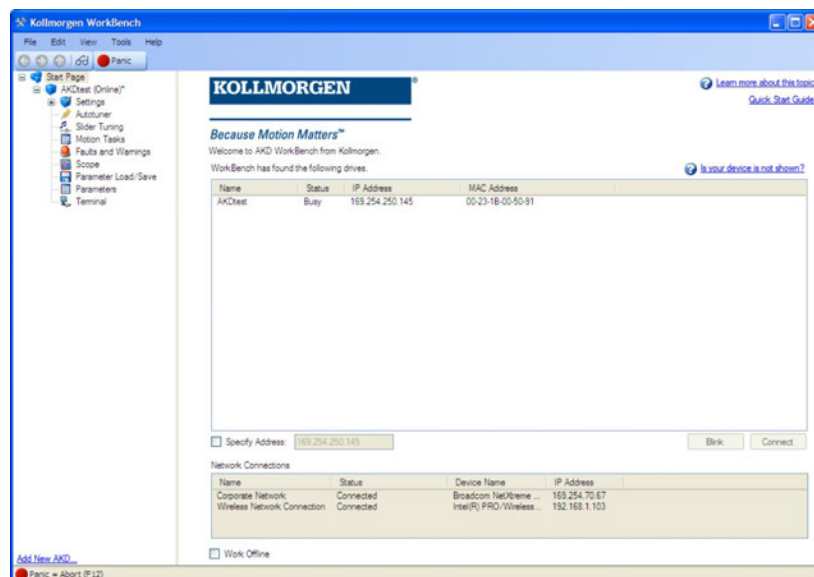 Kollmorgen WorkBench
File Edit View Tools Help
Panic
Start Page
AKDtest (Online)*
Settings
Autotuner
Slider Tuning
Motion Tasks
Faults and Warnings
Scope
Parameter Load/Save
Parameters
Terminal
Add New AKD...
KOLLMORGEN®
Because Motion Matters™
Learn more about this topic
Quick Start Guide
Welcome to AKD WorkBench from Kollmorgen.
WorkBench has found the following drives.
Is your device is not shown?
Name Status IP Address MAC Address
AKDtest Busy 169.254.250.145 00-23-1B-00-50-91
Specify Address: 169.254.250.145 Blink Connect
Network Connections
Name Status Device Name IP Address
Corporate Network Connected Broadcom NetXtreme ... 169.254.70.67
Wireless Network Connection Connected Intel(R) PRO/Wireless... 192.168.1.103
Work Offline
Panic = Abort (F12)